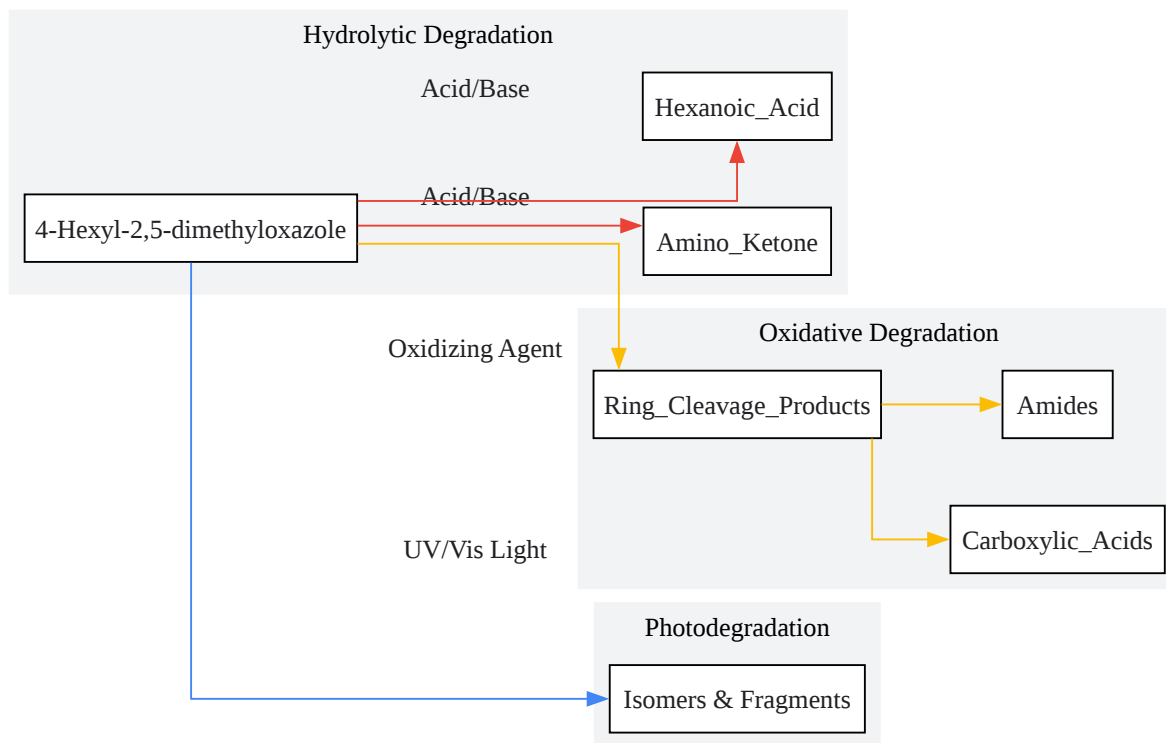 Hydrolytic Degradation
Acid/Base
Hexanoic_Acid
Acid/Base
4-Hexyl-2,5-dimethyloxazole
Amino_Ketone
Oxidative Degradation
Oxidizing Agent
Ring_Cleavage_Products
Amides
UV/Vis Light
Carboxylic_Acids
Photodegradation
Isomers & Fragments